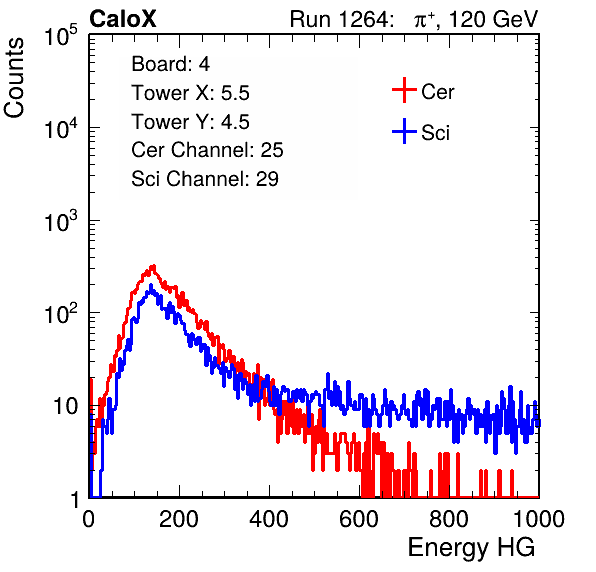 CaloX Run 1264: π⁺, 120 GeV
Counts
10⁵
10⁴
10³
10²
10
1
Board: 4
Tower X: 5.5
Tower Y: 4.5
Cer Channel: 25
Sci Channel: 29
Cer
Sci
0 200 400 600 800 1000
Energy HG